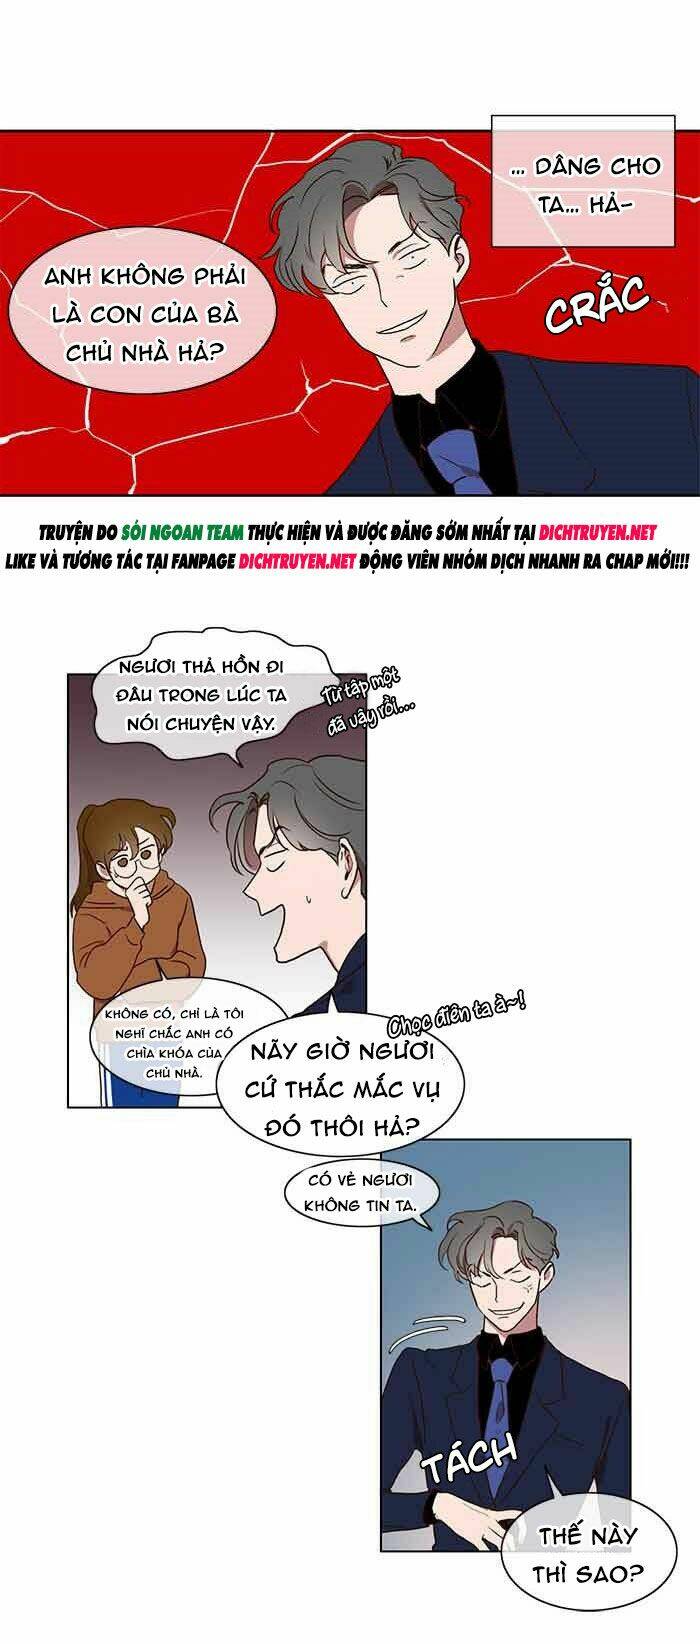 ... DÂNG CHO
TA... HẢ-
ANH KHÔNG PHẢI
LÀ CON CỦA BÀ
CHỦ NHÀ HẢ?
CRẮC
TRUYỆN DO SÓI NGOAN TEAM THỰC HIỆN VÀ ĐƯỢC ĐĂNG SỚM NHẤT TẠI DICHTRUYEN.NET
LIKE VÀ TƯƠNG TÁC TẠI FANPAGE DICHTRUYEN.NET ĐỘNG VIÊN NHÓM DỊCH NHANH RA CHAP MỚI!!!
NGƯƠI THẢ HỒN ĐI
ĐÂU TRONG LÚC TA
NÓI CHUYỆN VẬY.
Từ tập một
đã vậy rồi...
KHÔNG CÓ, CHỈ LÀ TÔI
NGHĨ CHẮC ANH CÓ
CHÌA KHÓA CỦA
CHỦ NHÀ.
Chọc điên ta à~!
NÃY GIỜ NGƯƠI
CỨ THẮC MẮC VỤ
ĐÓ THÔI HẢ?
CÓ VẺ NGƯƠI
KHÔNG TIN TA.
TÁCH
THẾ NÀY
THÌ SAO?